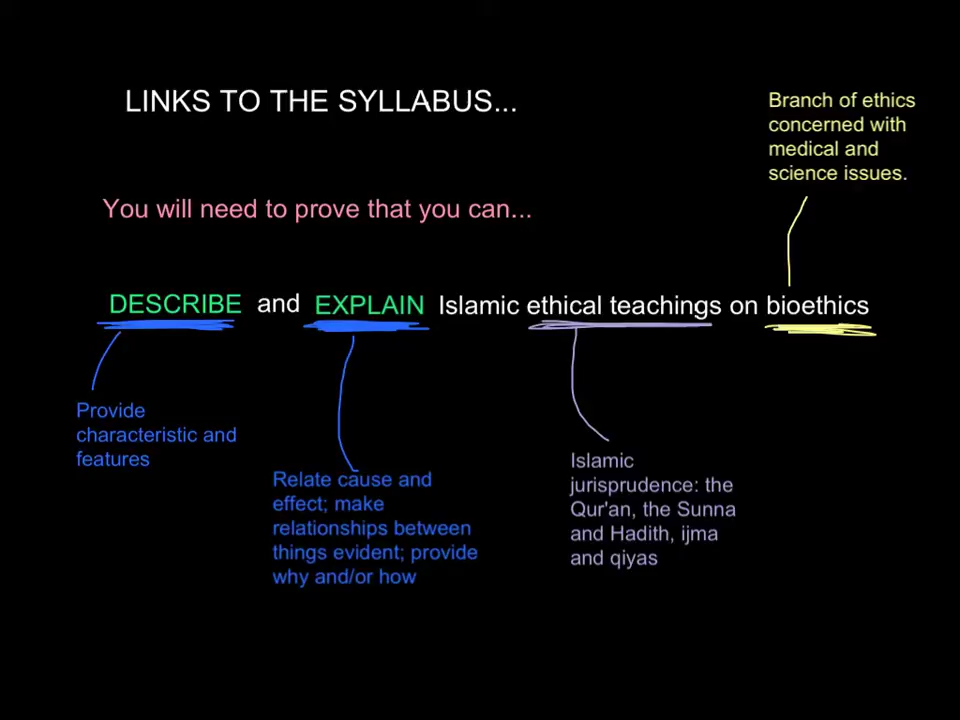 LINKS TO THE SYLLABUS...
Branch of ethics
concerned with
medical and
science issues.
You will need to prove that you can...
DESCRIBE and EXPLAIN Islamic ethical teachings on bioethics
Provide
characteristic and
features
Relate cause and
effect; make
relationships between
things evident; provide
why and/or how
Islamic
jurisprudence: the
Qur'an, the Sunna
and Hadith, ijma
and qiyas